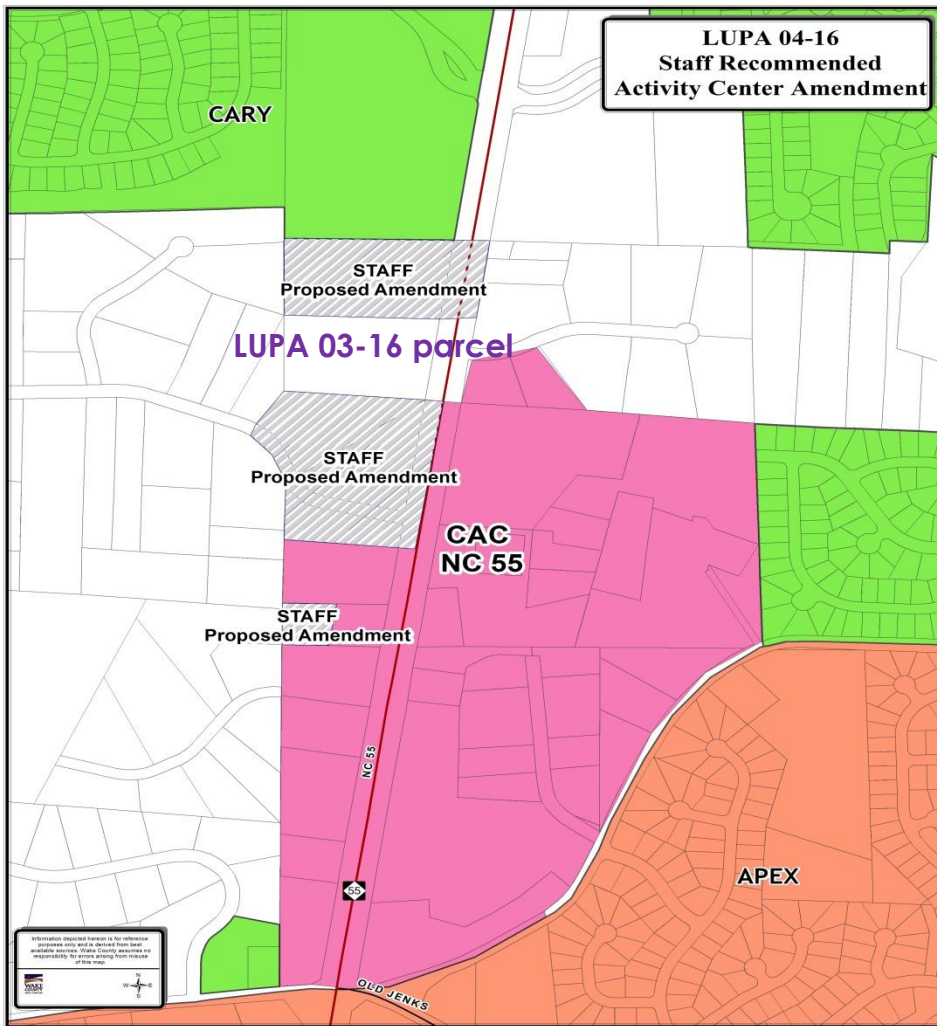 LUPA 04-16
Staff Recommended
Activity Center Amendment
CARY
STAFF
Proposed Amendment
LUPA 03-16 parcel
STAFF
Proposed Amendment
CAC
NC 55
STAFF
Proposed Amendment
NC 55
55
APEX
OLD JENKS
Information depicted hereon is for reference
purposes only and is derived from best
available sources. Wake County assumes no
responsibility for errors arising from misuse
of this map.
WAKE
COUNTY
N
W E
S